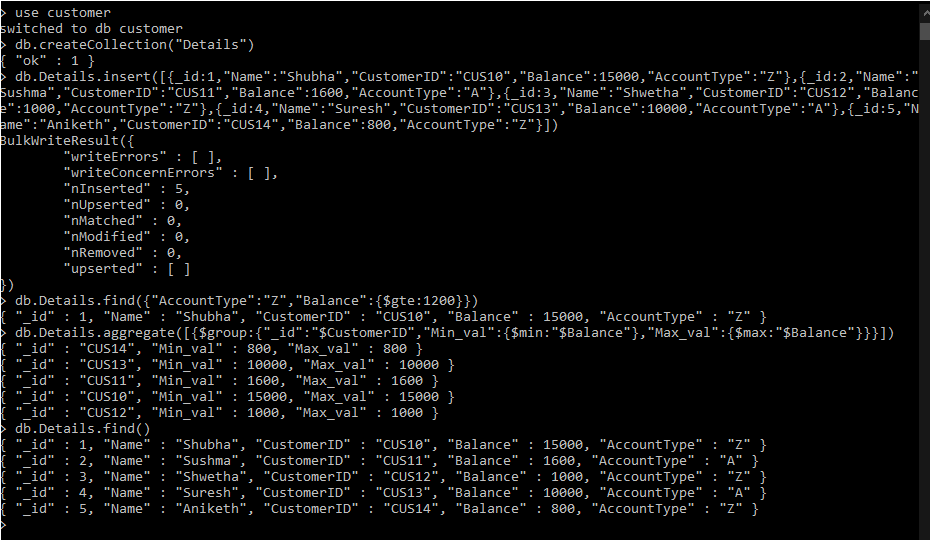 > use customer
switched to db customer
> db.createCollection("Details")
{ "ok" : 1 }
> db.Details.insert([{_id:1,"Name":"Shubha","CustomerID":"CUS10","Balance":15000,"AccountType":"Z"},{_id:2,"Name":"
Sushma","CustomerID":"CUS11","Balance":1600,"AccountType":"A"},{_id:3,"Name":"Shwetha","CustomerID":"CUS12","Balanc
e":1000,"AccountType":"Z"},{_id:4,"Name":"Suresh","CustomerID":"CUS13","Balance":10000,"AccountType":"A"},{_id:5,"N
ame":"Aniketh","CustomerID":"CUS14","Balance":800,"AccountType":"Z"}])
BulkWriteResult({
        "writeErrors" : [ ],
        "writeConcernErrors" : [ ],
        "nInserted" : 5,
        "nUpserted" : 0,
        "nMatched" : 0,
        "nModified" : 0,
        "nRemoved" : 0,
        "upserted" : [ ]
})
> db.Details.find({"AccountType":"Z","Balance":{$gte:1200}})
{ "_id" : 1, "Name" : "Shubha", "CustomerID" : "CUS10", "Balance" : 15000, "AccountType" : "Z" }
> db.Details.aggregate([{$group:{"_id":"$CustomerID","Min_val":{$min:"$Balance"},"Max_val":{$max:"$Balance"}}}])
{ "_id" : "CUS14", "Min_val" : 800, "Max_val" : 800 }
{ "_id" : "CUS13", "Min_val" : 10000, "Max_val" : 10000 }
{ "_id" : "CUS11", "Min_val" : 1600, "Max_val" : 1600 }
{ "_id" : "CUS10", "Min_val" : 15000, "Max_val" : 15000 }
{ "_id" : "CUS12", "Min_val" : 1000, "Max_val" : 1000 }
> db.Details.find()
{ "_id" : 1, "Name" : "Shubha", "CustomerID" : "CUS10", "Balance" : 15000, "AccountType" : "Z" }
{ "_id" : 2, "Name" : "Sushma", "CustomerID" : "CUS11", "Balance" : 1600, "AccountType" : "A" }
{ "_id" : 3, "Name" : "Shwetha", "CustomerID" : "CUS12", "Balance" : 1000, "AccountType" : "Z" }
{ "_id" : 4, "Name" : "Suresh", "CustomerID" : "CUS13", "Balance" : 10000, "AccountType" : "A" }
{ "_id" : 5, "Name" : "Aniketh", "CustomerID" : "CUS14", "Balance" : 800, "AccountType" : "Z" }
>